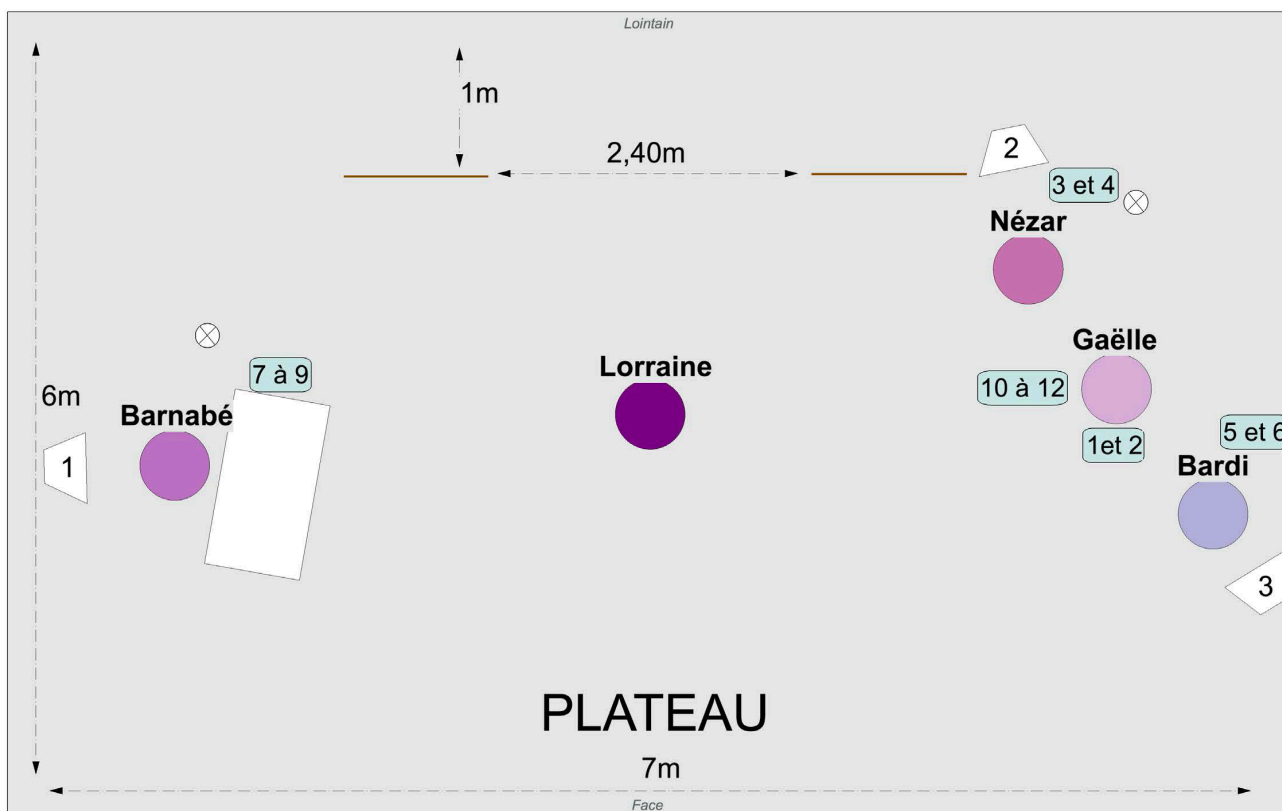 Lointain
1m
2,40m
2
3 et 4
Nézar
Gaëlle
Lorraine
7 à 9
10 à 12
6m
Barnabé
1et 2
5 et 6
1
Bardi
3
PLATEAU
7m
Face